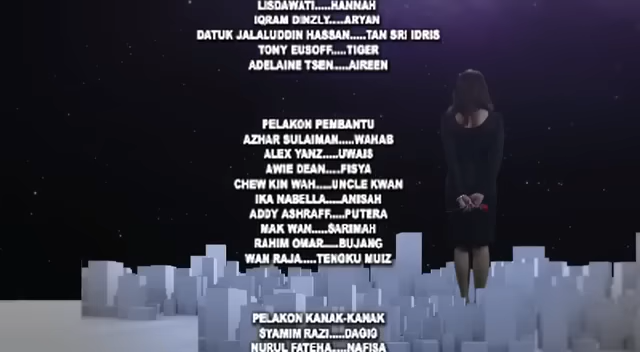 LISDAWATI.....HANNAH
IQRAM DINZLY.....ARYAN
DATUK JALALUDDIN HASSAN.....TAN SRI IDRIS
TONY EUSOFF.....TIGER
ADELAINE TSEN.....AIREEN
PELAKON PEMBANTU
AZHAR SULAIMAN.....WAHAB
ALEX YANZ.....UWAIS
AWIE DEAN.....FISYA
CHEW KIN WAH.....UNCLE KWAN
IKA NABELLA.....ANISAH
ADDY ASHRAFF.....PUTERA
MAK WAN.....SARIMAH
RAHIM OMAR.....BUJANG
WAN RAJA.....TENGKU MUIZ
PELAKON KANAK-KANAK
SYAMIM RAZI.....DAGIG
NURUL FATEHA.....NAFISA